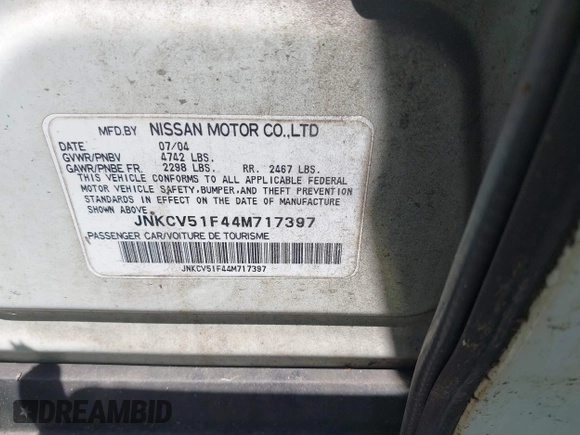 MFD.BY NISSAN MOTOR CO.,LTD
DATE 07/04
GVWR/PNBV 4742 LBS.
GAWR/PNBE FR. 2298 LBS. RR. 2467 LBS.
THIS VEHICLE CONFORMS TO ALL APPLICABLE FEDERAL
MOTOR VEHICLE SAFETY, BUMPER, AND THEFT PREVENTION
STANDARDS IN EFFECT ON THE DATE OF MANUFACTURE
SHOWN ABOVE.
JNKCV51F44M717397
PASSENGER CAR/VOITURE DE TOURISME
JNKCV51F44M717397
DREAMBID